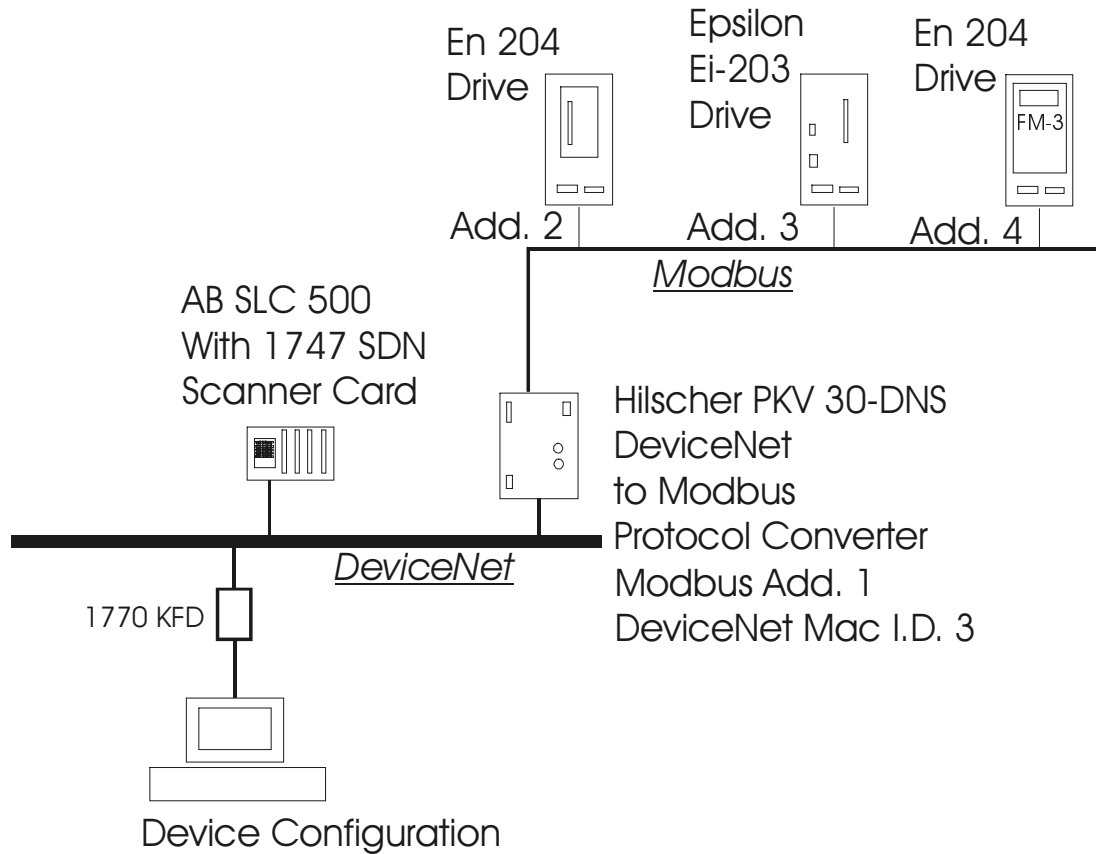 En 204
Drive
Epsilon
Ei-203
Drive
En 204
Drive
FM-3
Add. 2
Add. 3
Add. 4
Modbus
AB SLC 500
With 1747 SDN
Scanner Card
Hilscher PKV 30-DNS
DeviceNet
to Modbus
Protocol Converter
Modbus Add. 1
DeviceNet Mac I.D. 3
DeviceNet
1770 KFD
Device Configuration